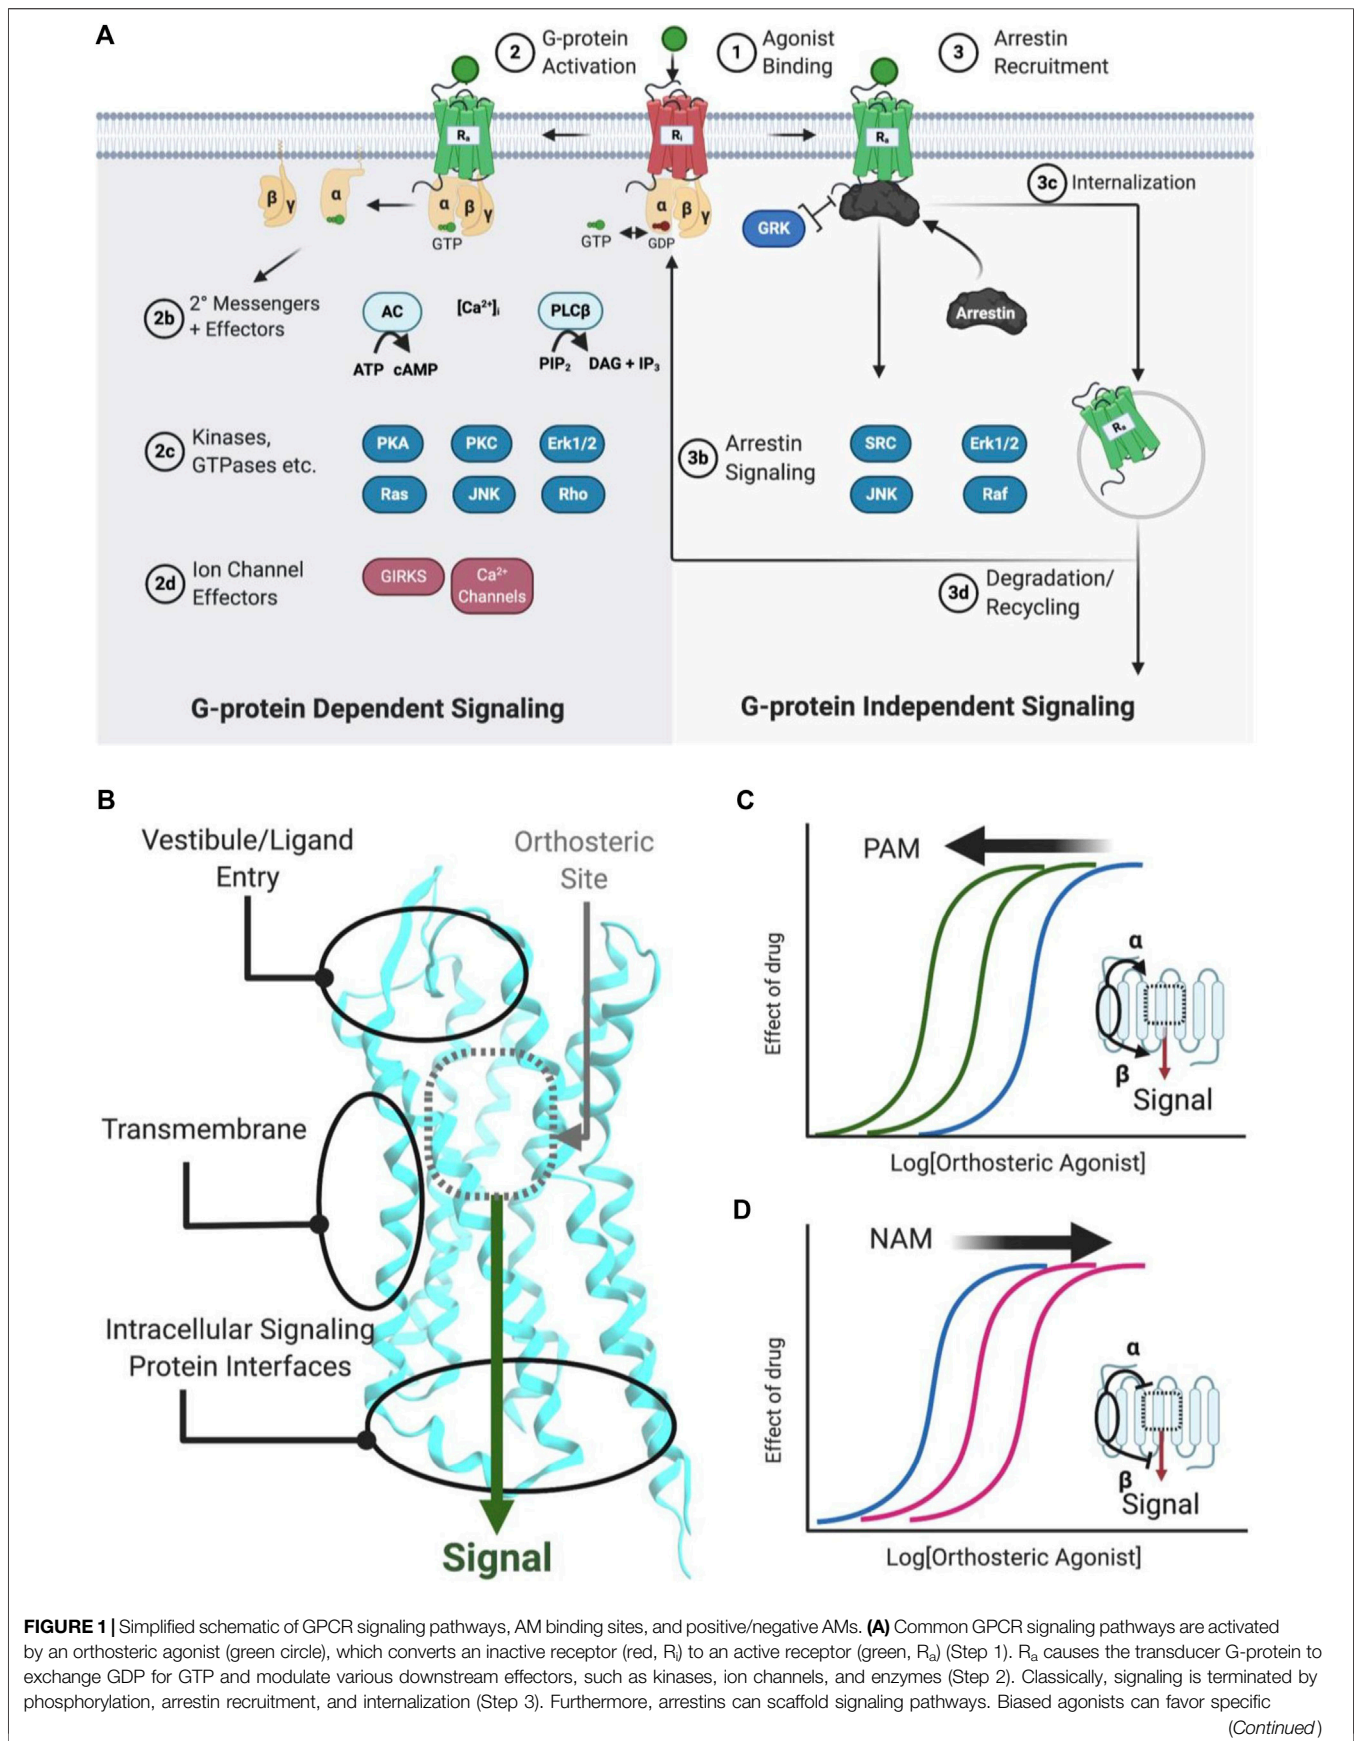 A
2 G-protein Activation
1 Agonist Binding
3 Arrestin Recruitment
Rₐ
Rᵢ
Rₐ
β γ
α
α β γ
GTP
GTP
α β γ
GDP
GRK
3c Internalization
Arrestin
2b 2° Messengers + Effectors
AC
ATP cAMP
[Ca²⁺]ᵢ
PLCβ
PIP₂ DAG + IP₃
Rₐ
2c Kinases, GTPases etc.
PKA PKC Erk1/2
Ras JNK Rho
3b Arrestin Signaling
SRC Erk1/2
JNK Raf
2d Ion Channel Effectors
GIRKS
Ca²⁺ Channels
3d Degradation/ Recycling
G-protein Dependent Signaling
G-protein Independent Signaling
B
Vestibule/Ligand
Entry
Orthosteric
Site
Transmembrane
Intracellular Signaling
Protein Interfaces
Signal
C
PAM
Effect of drug
α
β
Signal
Log[Orthosteric Agonist]
D
NAM
Effect of drug
α
β
Signal
Log[Orthosteric Agonist]
FIGURE 1 | Simplified schematic of GPCR signaling pathways, AM binding sites, and positive/negative AMs. (A) Common GPCR signaling pathways are activated
by an orthosteric agonist (green circle), which converts an inactive receptor (red, Rᵢ) to an active receptor (green, Rₐ) (Step 1). Rₐ causes the transducer G-protein to
exchange GDP for GTP and modulate various downstream effectors, such as kinases, ion channels, and enzymes (Step 2). Classically, signaling is terminated by
phosphorylation, arrestin recruitment, and internalization (Step 3). Furthermore, arrestins can scaffold signaling pathways. Biased agonists can favor specific
(Continued)